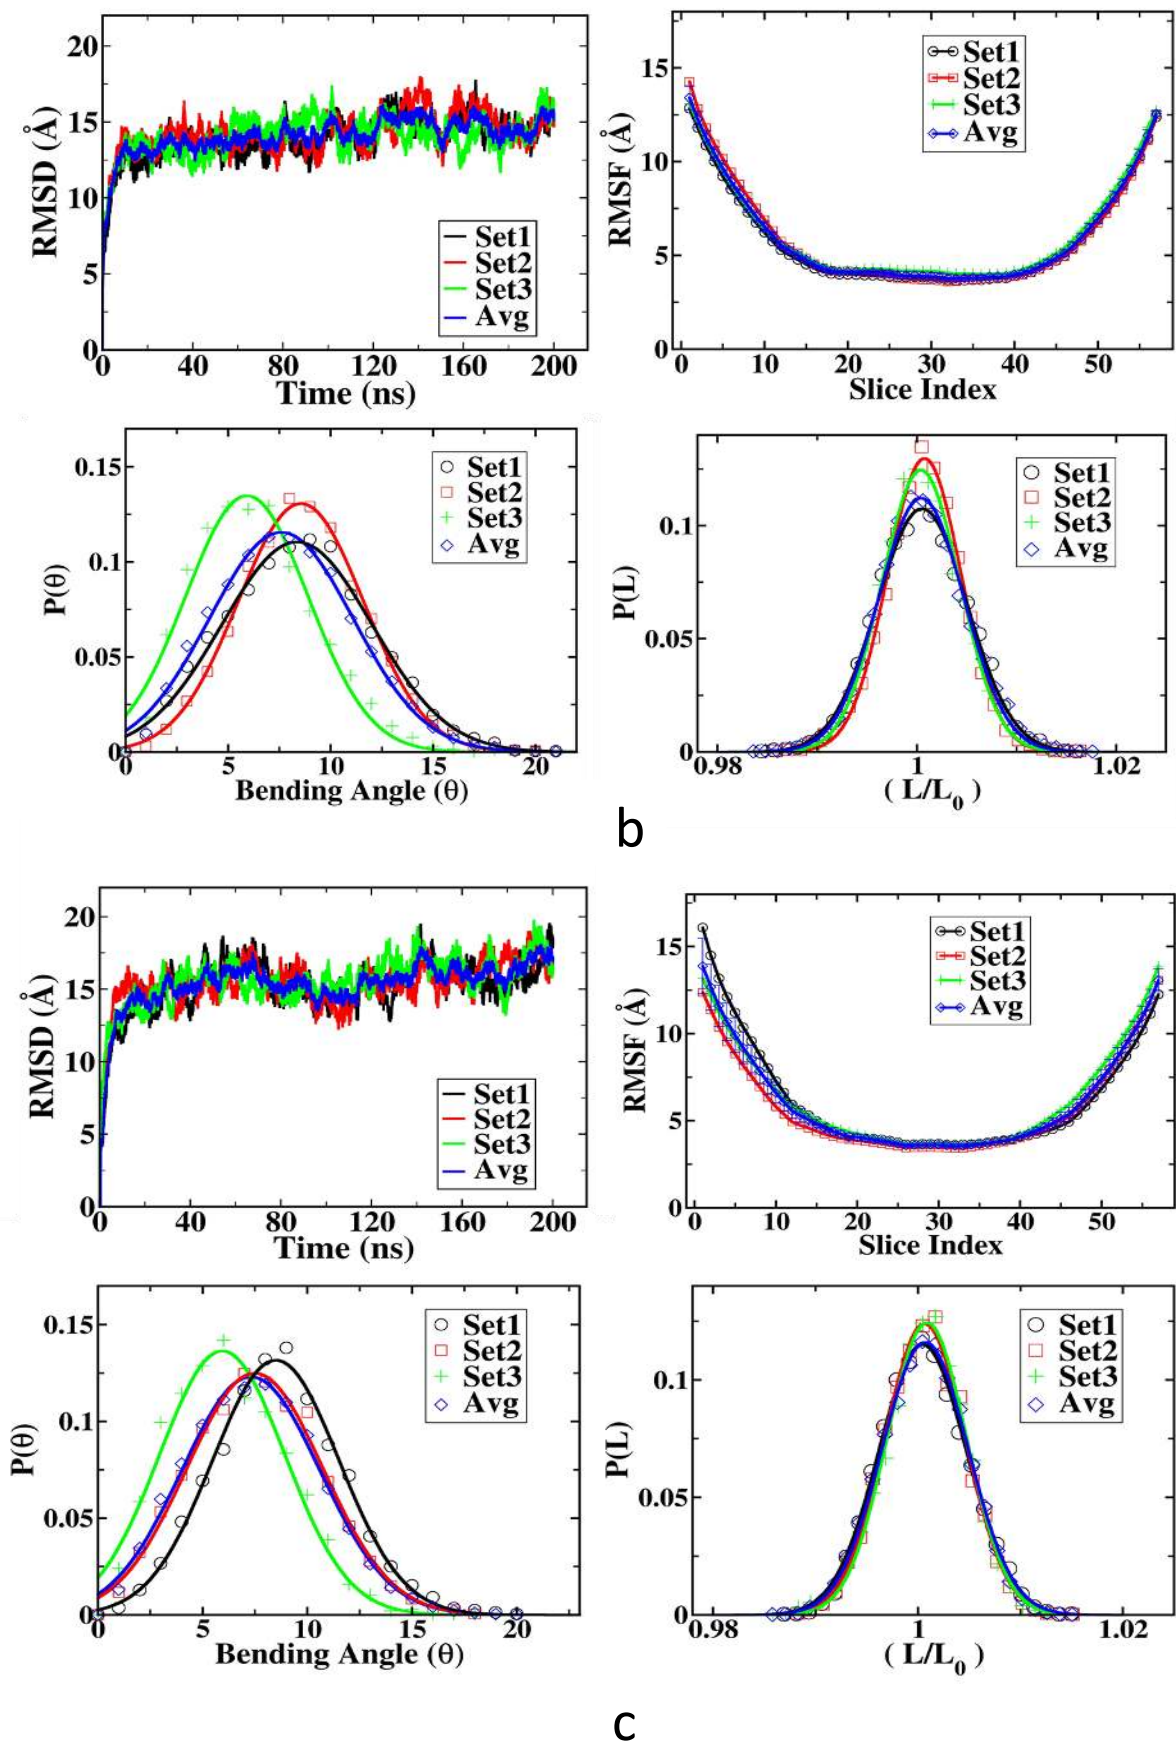 20
15
10
5
0
RMSD (Å)
Set1
Set2
Set3
Avg
0 40 80 120 160 200
Time (ns)
15
10
5
0
RMSF (Å)
Set1
Set2
Set3
Avg
0 10 20 30 40 50
Slice Index
0.15
0.1
0.05
0
P(θ)
Set1
Set2
Set3
Avg
0 5 10 15 20
Bending Angle (θ)
0.1
0.05
0
P(L)
Set1
Set2
Set3
Avg
0.98 1 1.02
( L/L₀ )
b
20
15
10
5
0
RMSD (Å)
Set1
Set2
Set3
Avg
0 40 80 120 160 200
Time (ns)
15
10
5
0
RMSF (Å)
Set1
Set2
Set3
Avg
0 10 20 30 40 50
Slice Index
0.15
0.1
0.05
0
P(θ)
Set1
Set2
Set3
Avg
0 5 10 15 20
Bending Angle (θ)
0.1
0.05
0
P(L)
Set1
Set2
Set3
Avg
0.98 1 1.02
( L/L₀ )
c